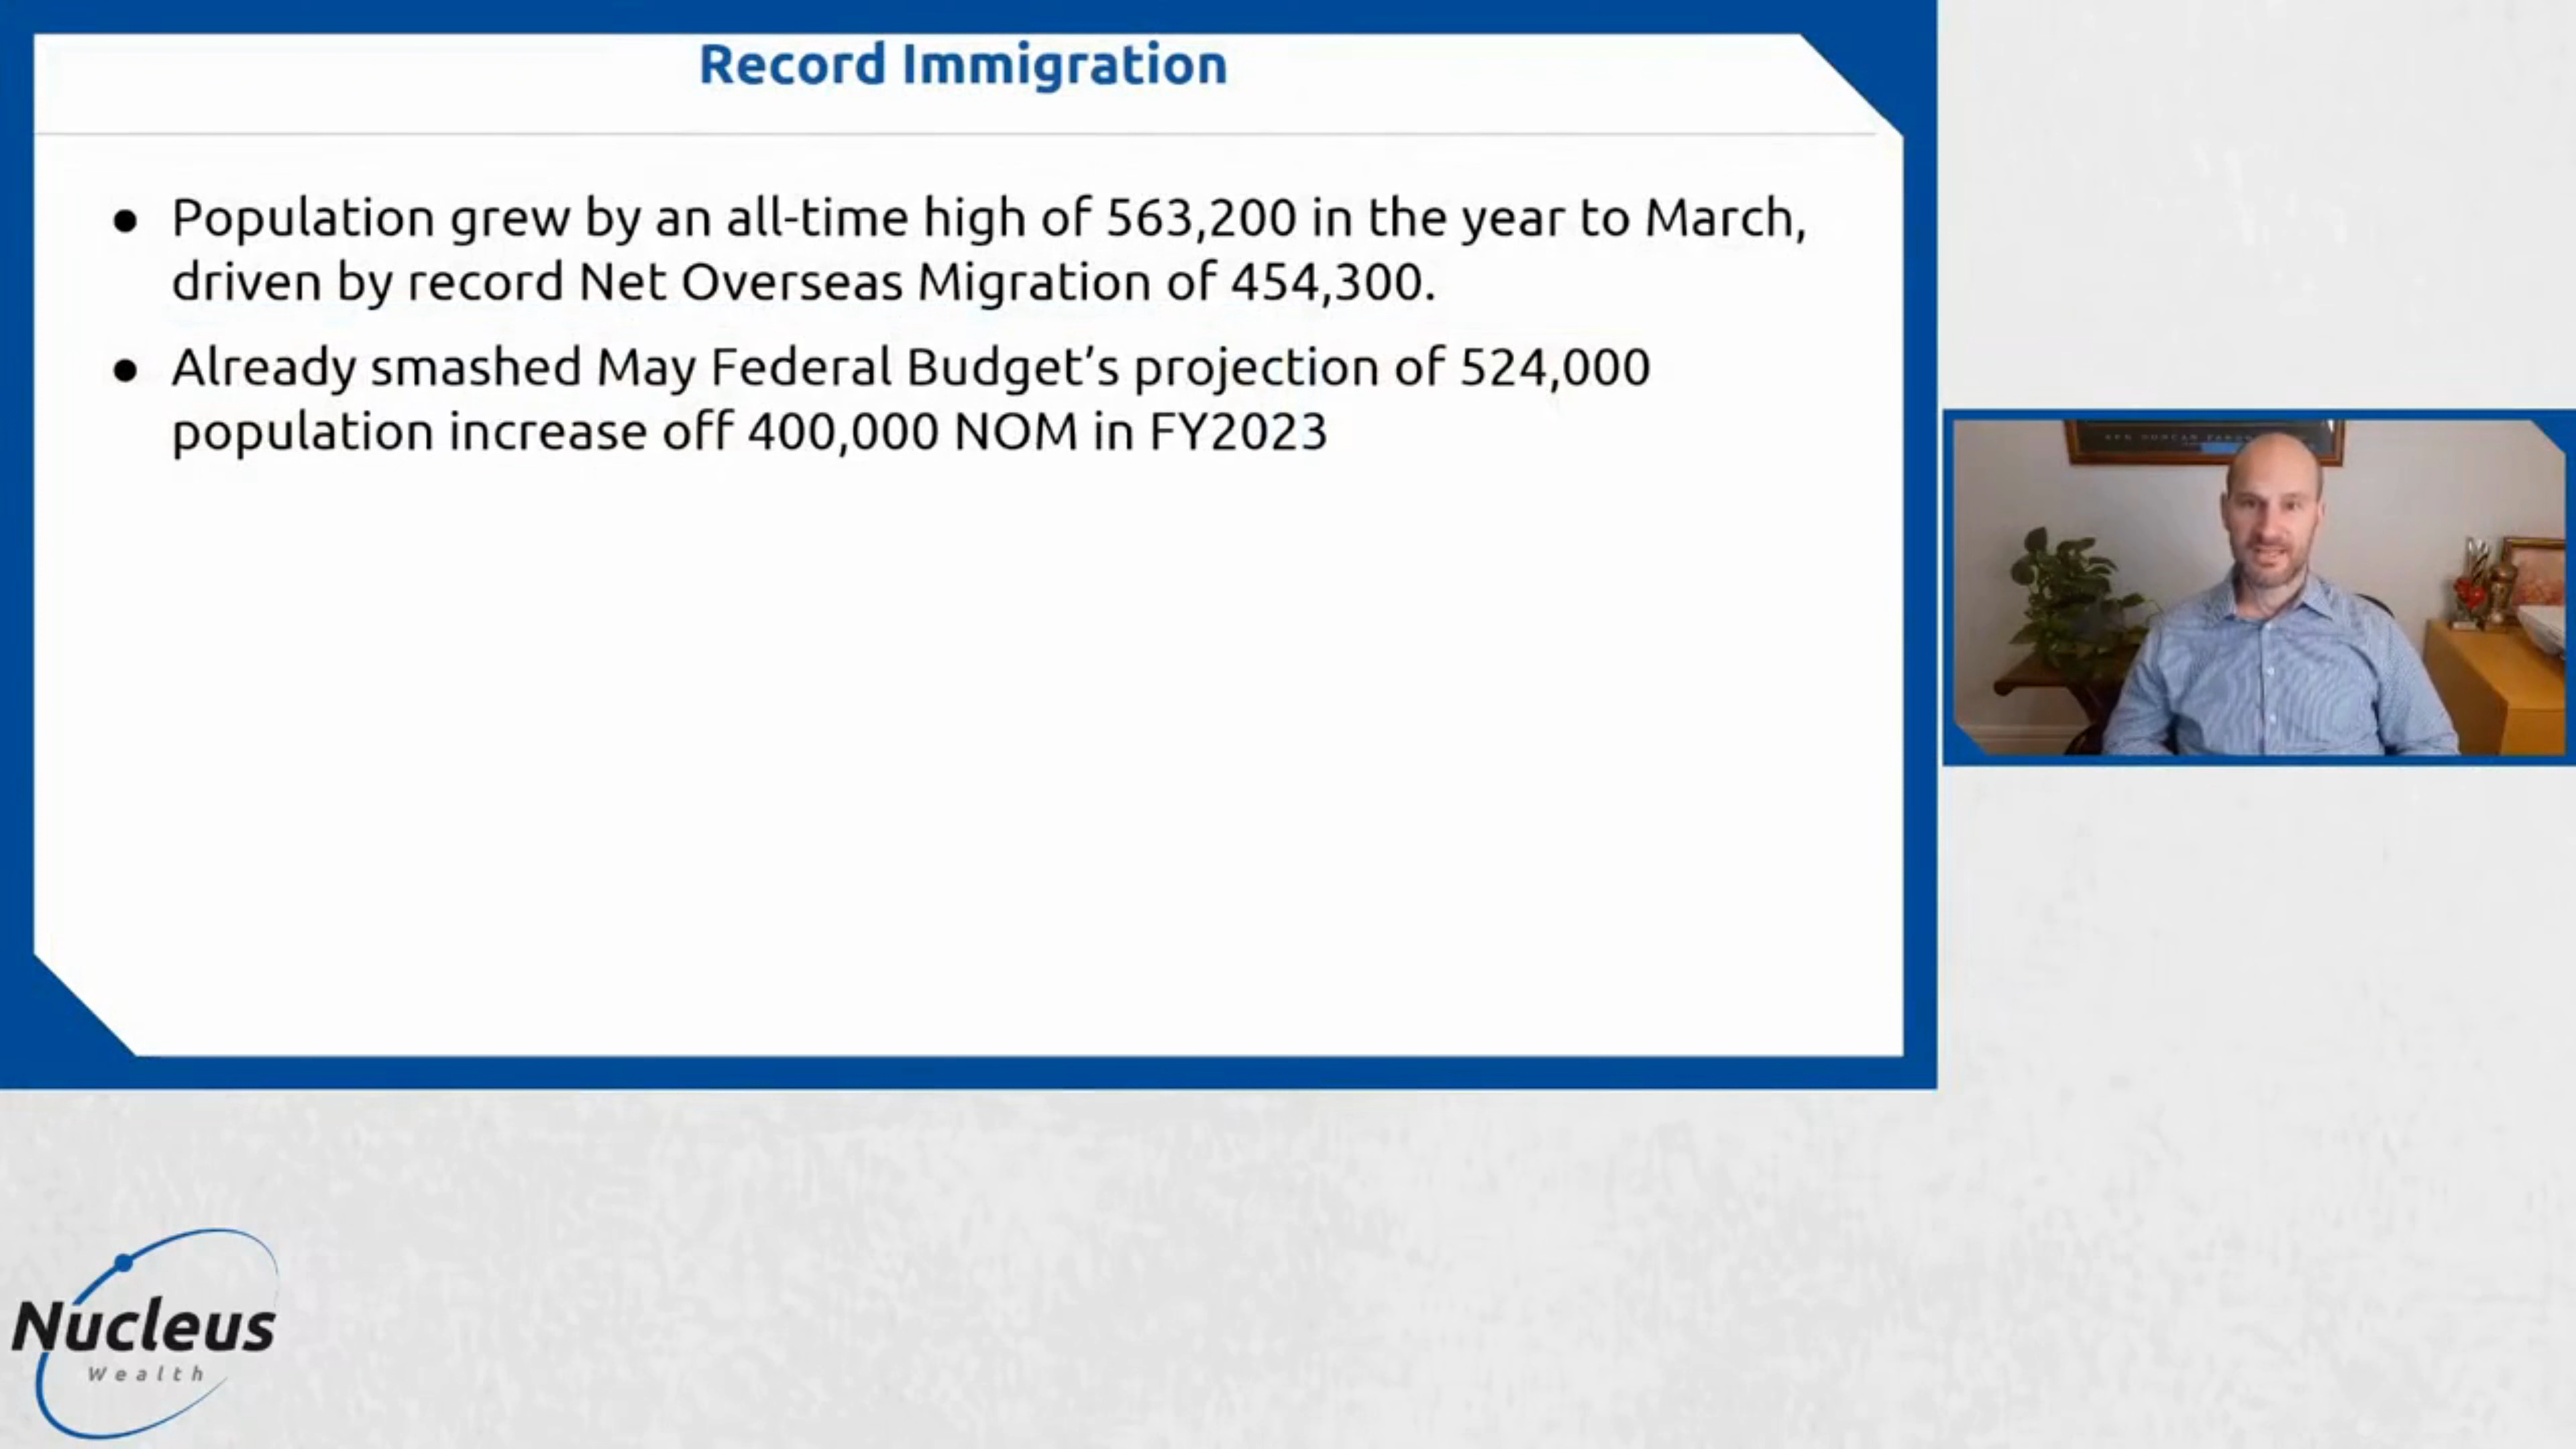 Record Immigration
● Population grew by an all-time high of 563,200 in the year to March,
driven by record Net Overseas Migration of 454,300.
● Already smashed May Federal Budget’s projection of 524,000
population increase off 400,000 NOM in FY2023
Nucleus
Wealth